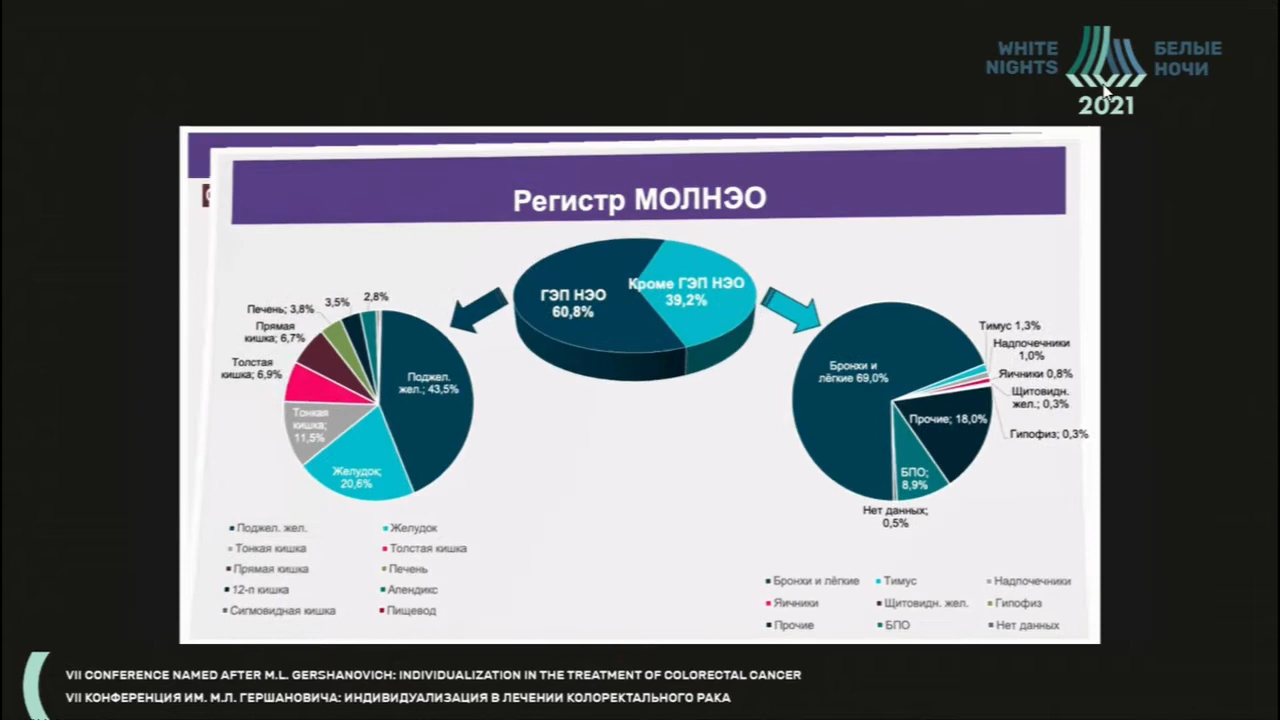 WHITE NIGHTS
БЕЛЫЕ НОЧИ
2021
Регистр МОЛНЭО
ГЭП НЭО
60,8%
Кроме ГЭП НЭО
39,2%
Печень; 3,8%
3,5%
2,8%
Прямая
кишка; 6,7%
Толстая
кишка; 6,9%
Тонкая
кишка;
11,5%
Желудок;
20,6%
Поджел.
жел.; 43,5%
Бронхи и
лёгкие 69,0%
Тимус 1,3%
Надпочечники
1,0%
Яичники 0,8%
Щитовидн.
жел.; 0,3%
Гипофиз; 0,3%
Прочие; 18,0%
БПО;
8,9%
Нет данных;
0,5%
Поджел. жел.
Желудок
Тонкая кишка
Толстая кишка
Прямая кишка
Печень
12-п кишка
Апендикс
Сигмовидная кишка
Пищевод
Бронхи и лёгкие
Тимус
Надпочечники
Яичники
Щитовидн. жел.
Гипофиз
Прочие
БПО
Нет данных
VII CONFERENCE NAMED AFTER M.L. GERSHANOVICH: INDIVIDUALIZATION IN THE TREATMENT OF COLORECTAL CANCER
VII КОНФЕРЕНЦИЯ ИМ. М.Л. ГЕРШАНОВИЧА: ИНДИВИДУАЛИЗАЦИЯ В ЛЕЧЕНИИ КОЛОРЕКТАЛЬНОГО РАКА